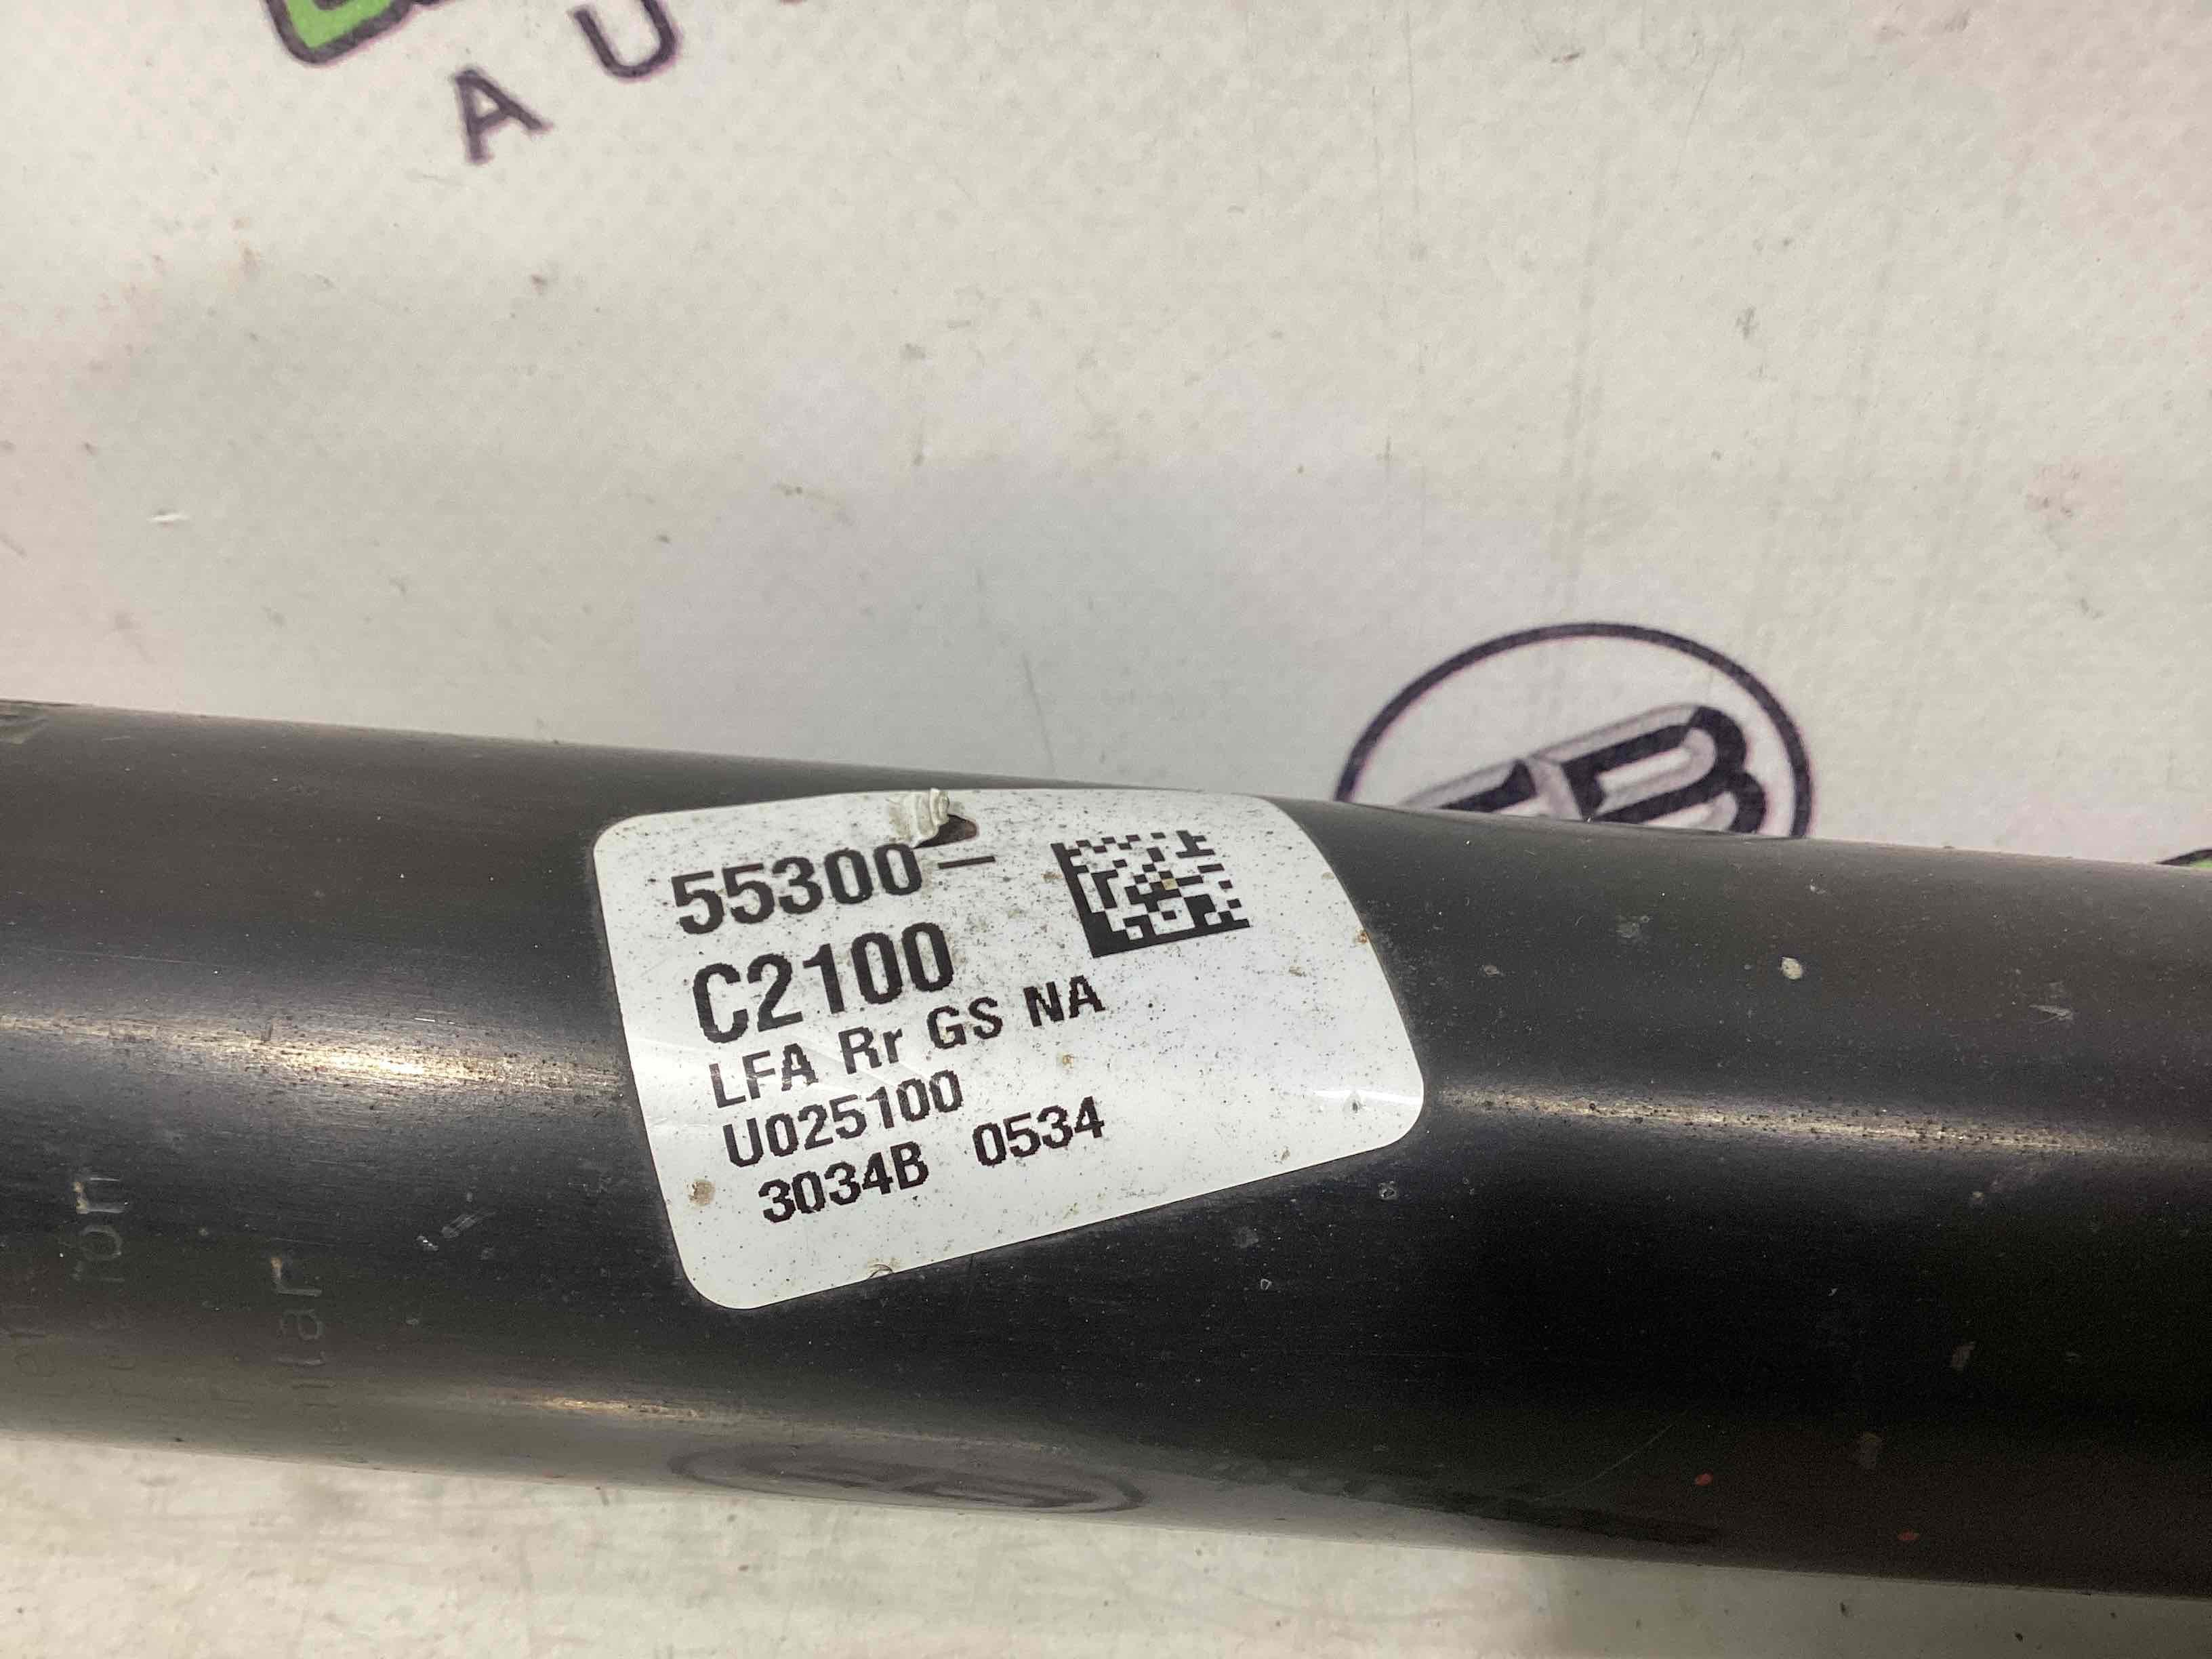 A U
B
55300-
C2100
LFA Rr GS NA
U025100
3034B 0534